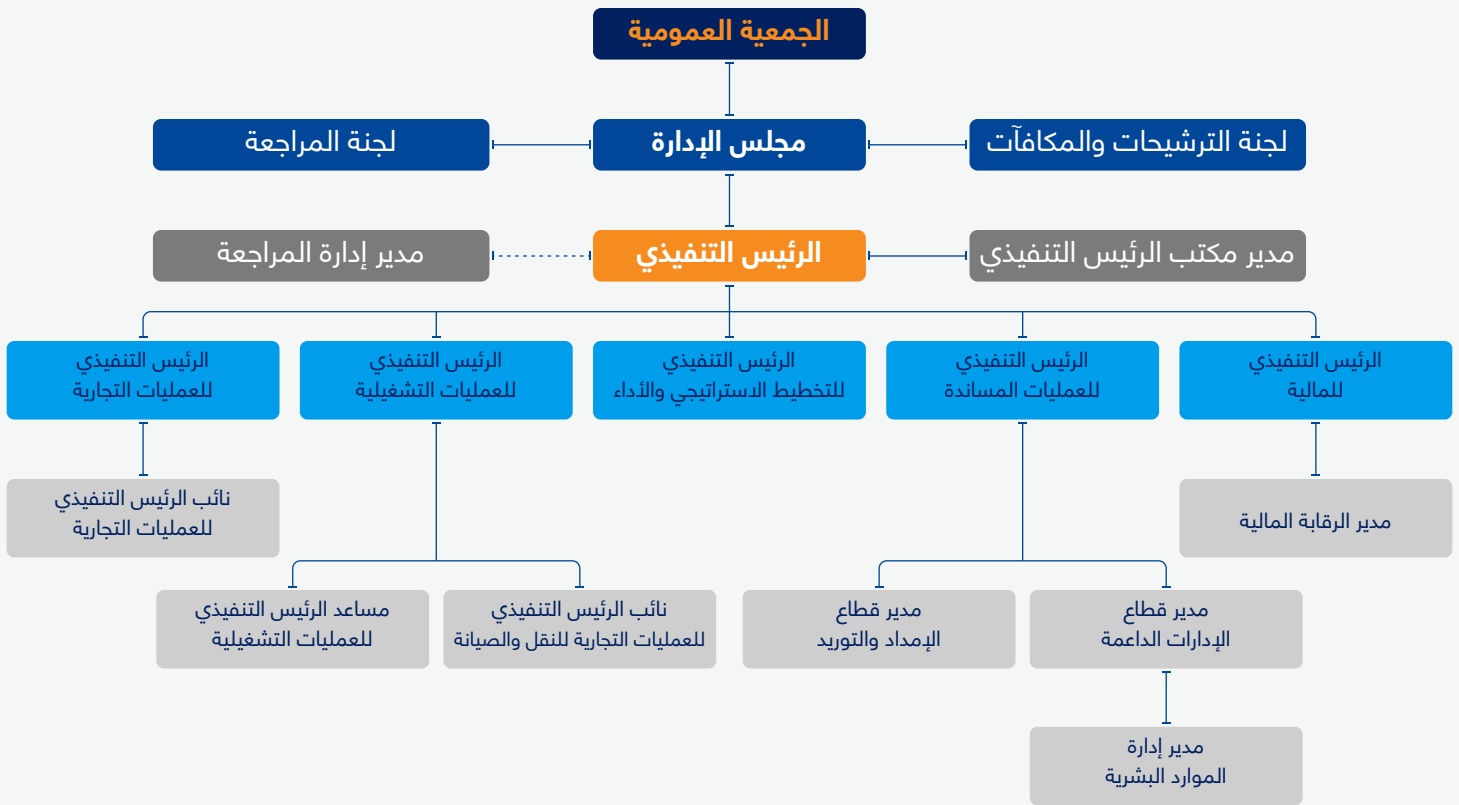 الجمعية العمومية
لجنة الترشيحات والمكافآت
مجلس الإدارة
لجنة المراجعة
مدير مكتب الرئيس التنفيذي
الرئيس التنفيذي
مدير إدارة المراجعة
الرئيس التنفيذي
للمالية
الرئيس التنفيذي
للعمليات المساندة
الرئيس التنفيذي
للتخطيط الاستراتيجي والأداء
الرئيس التنفيذي
للعمليات التشغيلية
الرئيس التنفيذي
للعمليات التجارية
مدير الرقابة المالية
نائب الرئيس التنفيذي
للعمليات التجارية
مدير قطاع
الإدارات الداعمة
مدير قطاع
الإمداد والتوريد
نائب الرئيس التنفيذي
للعمليات التجارية للنقل والصيانة
مساعد الرئيس التنفيذي
للعمليات التشغيلية
مدير إدارة
الموارد البشرية